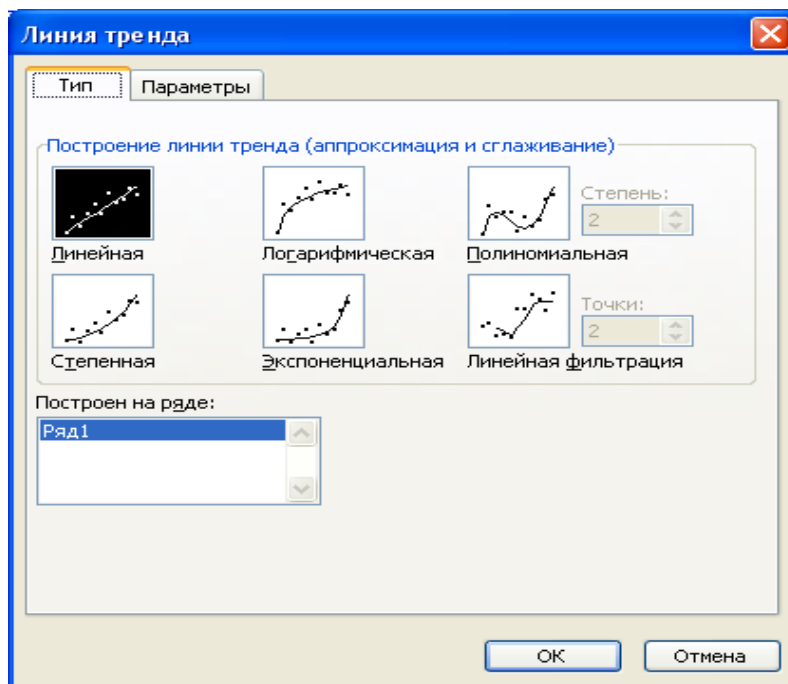 Линия тренда
Тип Параметры
Построение линии тренда (аппроксимация и сглаживание)
Степень:
2
Линейная Логарифмическая Полиномиальная
Точки:
2
Степенная Экспоненциальная Линейная фильтрация
Построен на ряде:
Ряд1
ОК Отмена